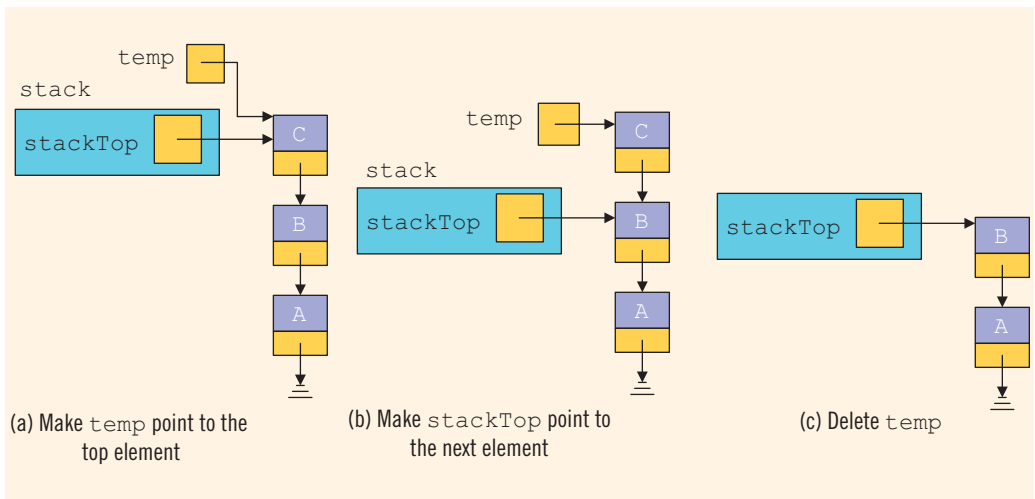 temp
stack
stackTop
C
B
A
(a) Make temp point to the
top element
temp
C
stack
stackTop
B
A
(b) Make stackTop point to
the next element
stackTop
B
A
(c) Delete temp